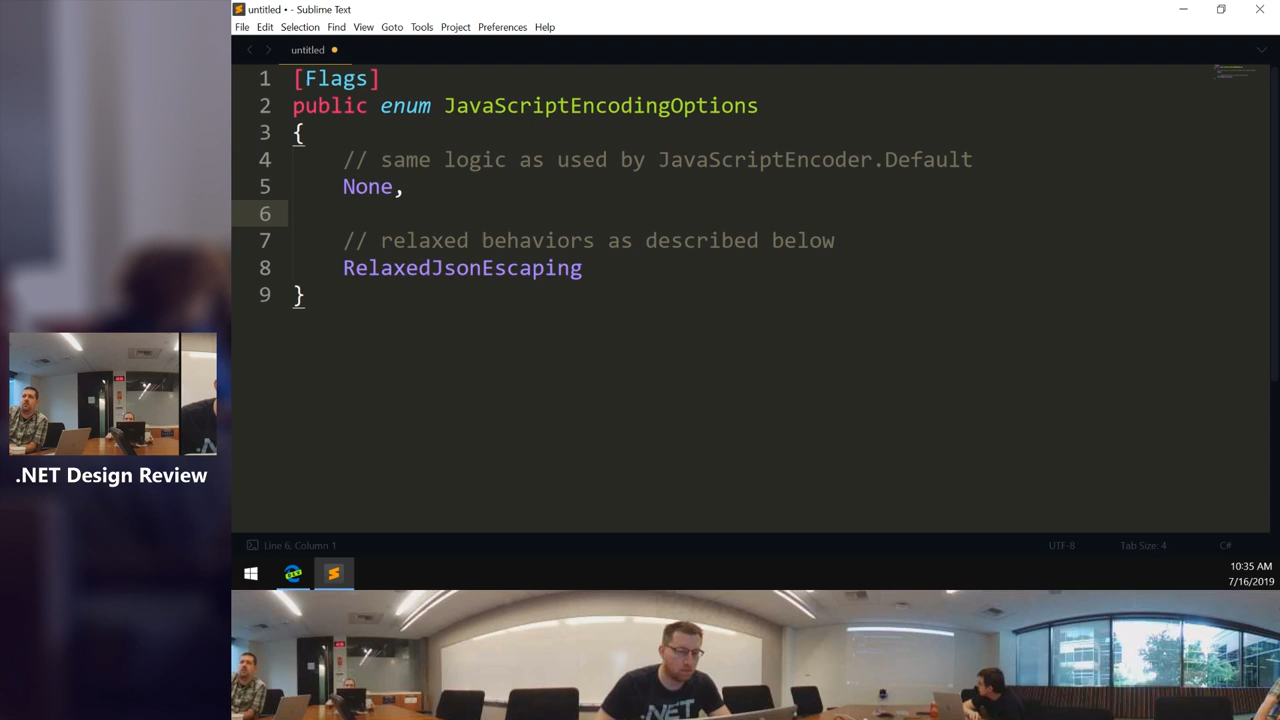 untitled • - Sublime Text
File Edit Selection Find View Goto Tools Project Preferences Help
untitled
1 [Flags]
2 public enum JavaScriptEncodingOptions
3 {
4 // same logic as used by JavaScriptEncoder.Default
5 None,
6
7 // relaxed behaviors as described below
8 RelaxedJsonEscaping
9 }
.NET Design Review
Line 6, Column 1
UTF-8
Tab Size: 4
C#
DEV
10:35 AM
7/16/2019
.NET